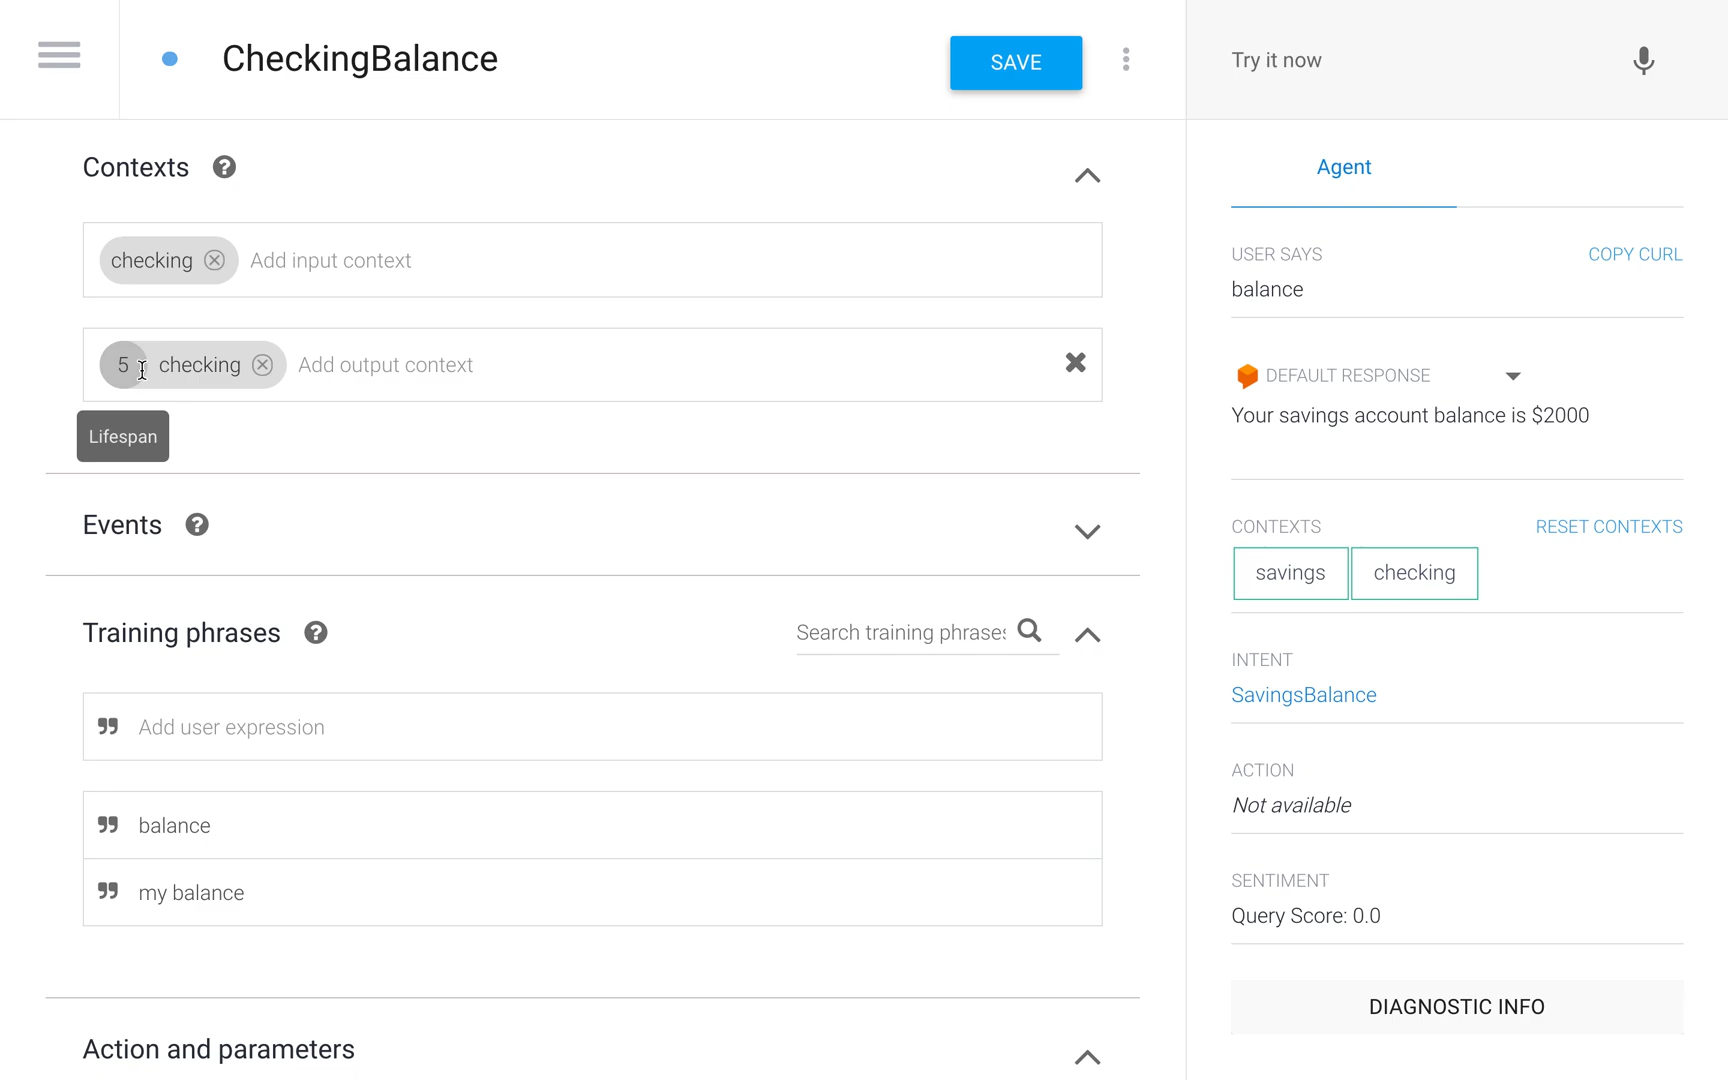 CheckingBalance
SAVE
Try it now
Contexts
checking Add input context
5 checking Add output context
Lifespan
Events
Training phrases
Search training phrases
Add user expression
balance
my balance
Action and parameters
Agent
USER SAYS COPY CURL
balance
DEFAULT RESPONSE
Your savings account balance is $2000
CONTEXTS RESET CONTEXTS
savings checking
INTENT
SavingsBalance
ACTION
Not available
SENTIMENT
Query Score: 0.0
DIAGNOSTIC INFO